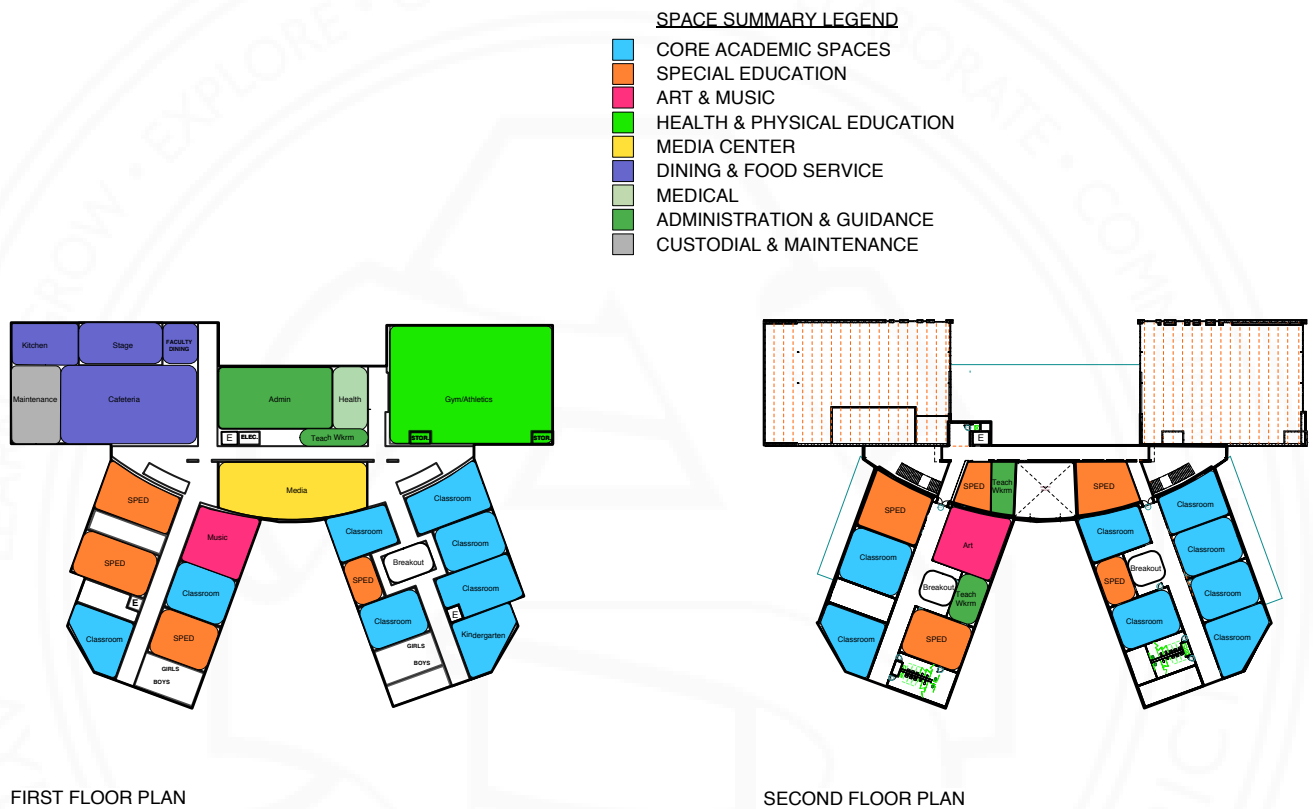 SPACE SUMMARY LEGEND
CORE ACADEMIC SPACES
SPECIAL EDUCATION
ART & MUSIC
HEALTH & PHYSICAL EDUCATION
MEDIA CENTER
DINING & FOOD SERVICE
MEDICAL
ADMINISTRATION & GUIDANCE
CUSTODIAL & MAINTENANCE
Kitchen
Stage
FACULTY
DINING
Maintenance
Cafeteria
Admin
Health
Gym/Athletics
E
ELEC.
Teach Wkrm
STOR.
STOR.
SPED
Media
Classroom
Music
Classroom
Classroom
SPED
Breakout
Classroom
SPED
Classroom
E
Classroom
Classroom
E
Classroom
SPED
Kindergarten
GIRLS
BOYS
GIRLS
BOYS
FIRST FLOOR PLAN
E
SPED
Teach
Wkrm
SPED
SPED
Classroom
Classroom
Art
Classroom
Classroom
Breakout
SPED
Breakout
Teach
Wkrm
Classroom
Classroom
Classroom
SPED
Classroom
SECOND FLOOR PLAN
EXPLORE
GROW